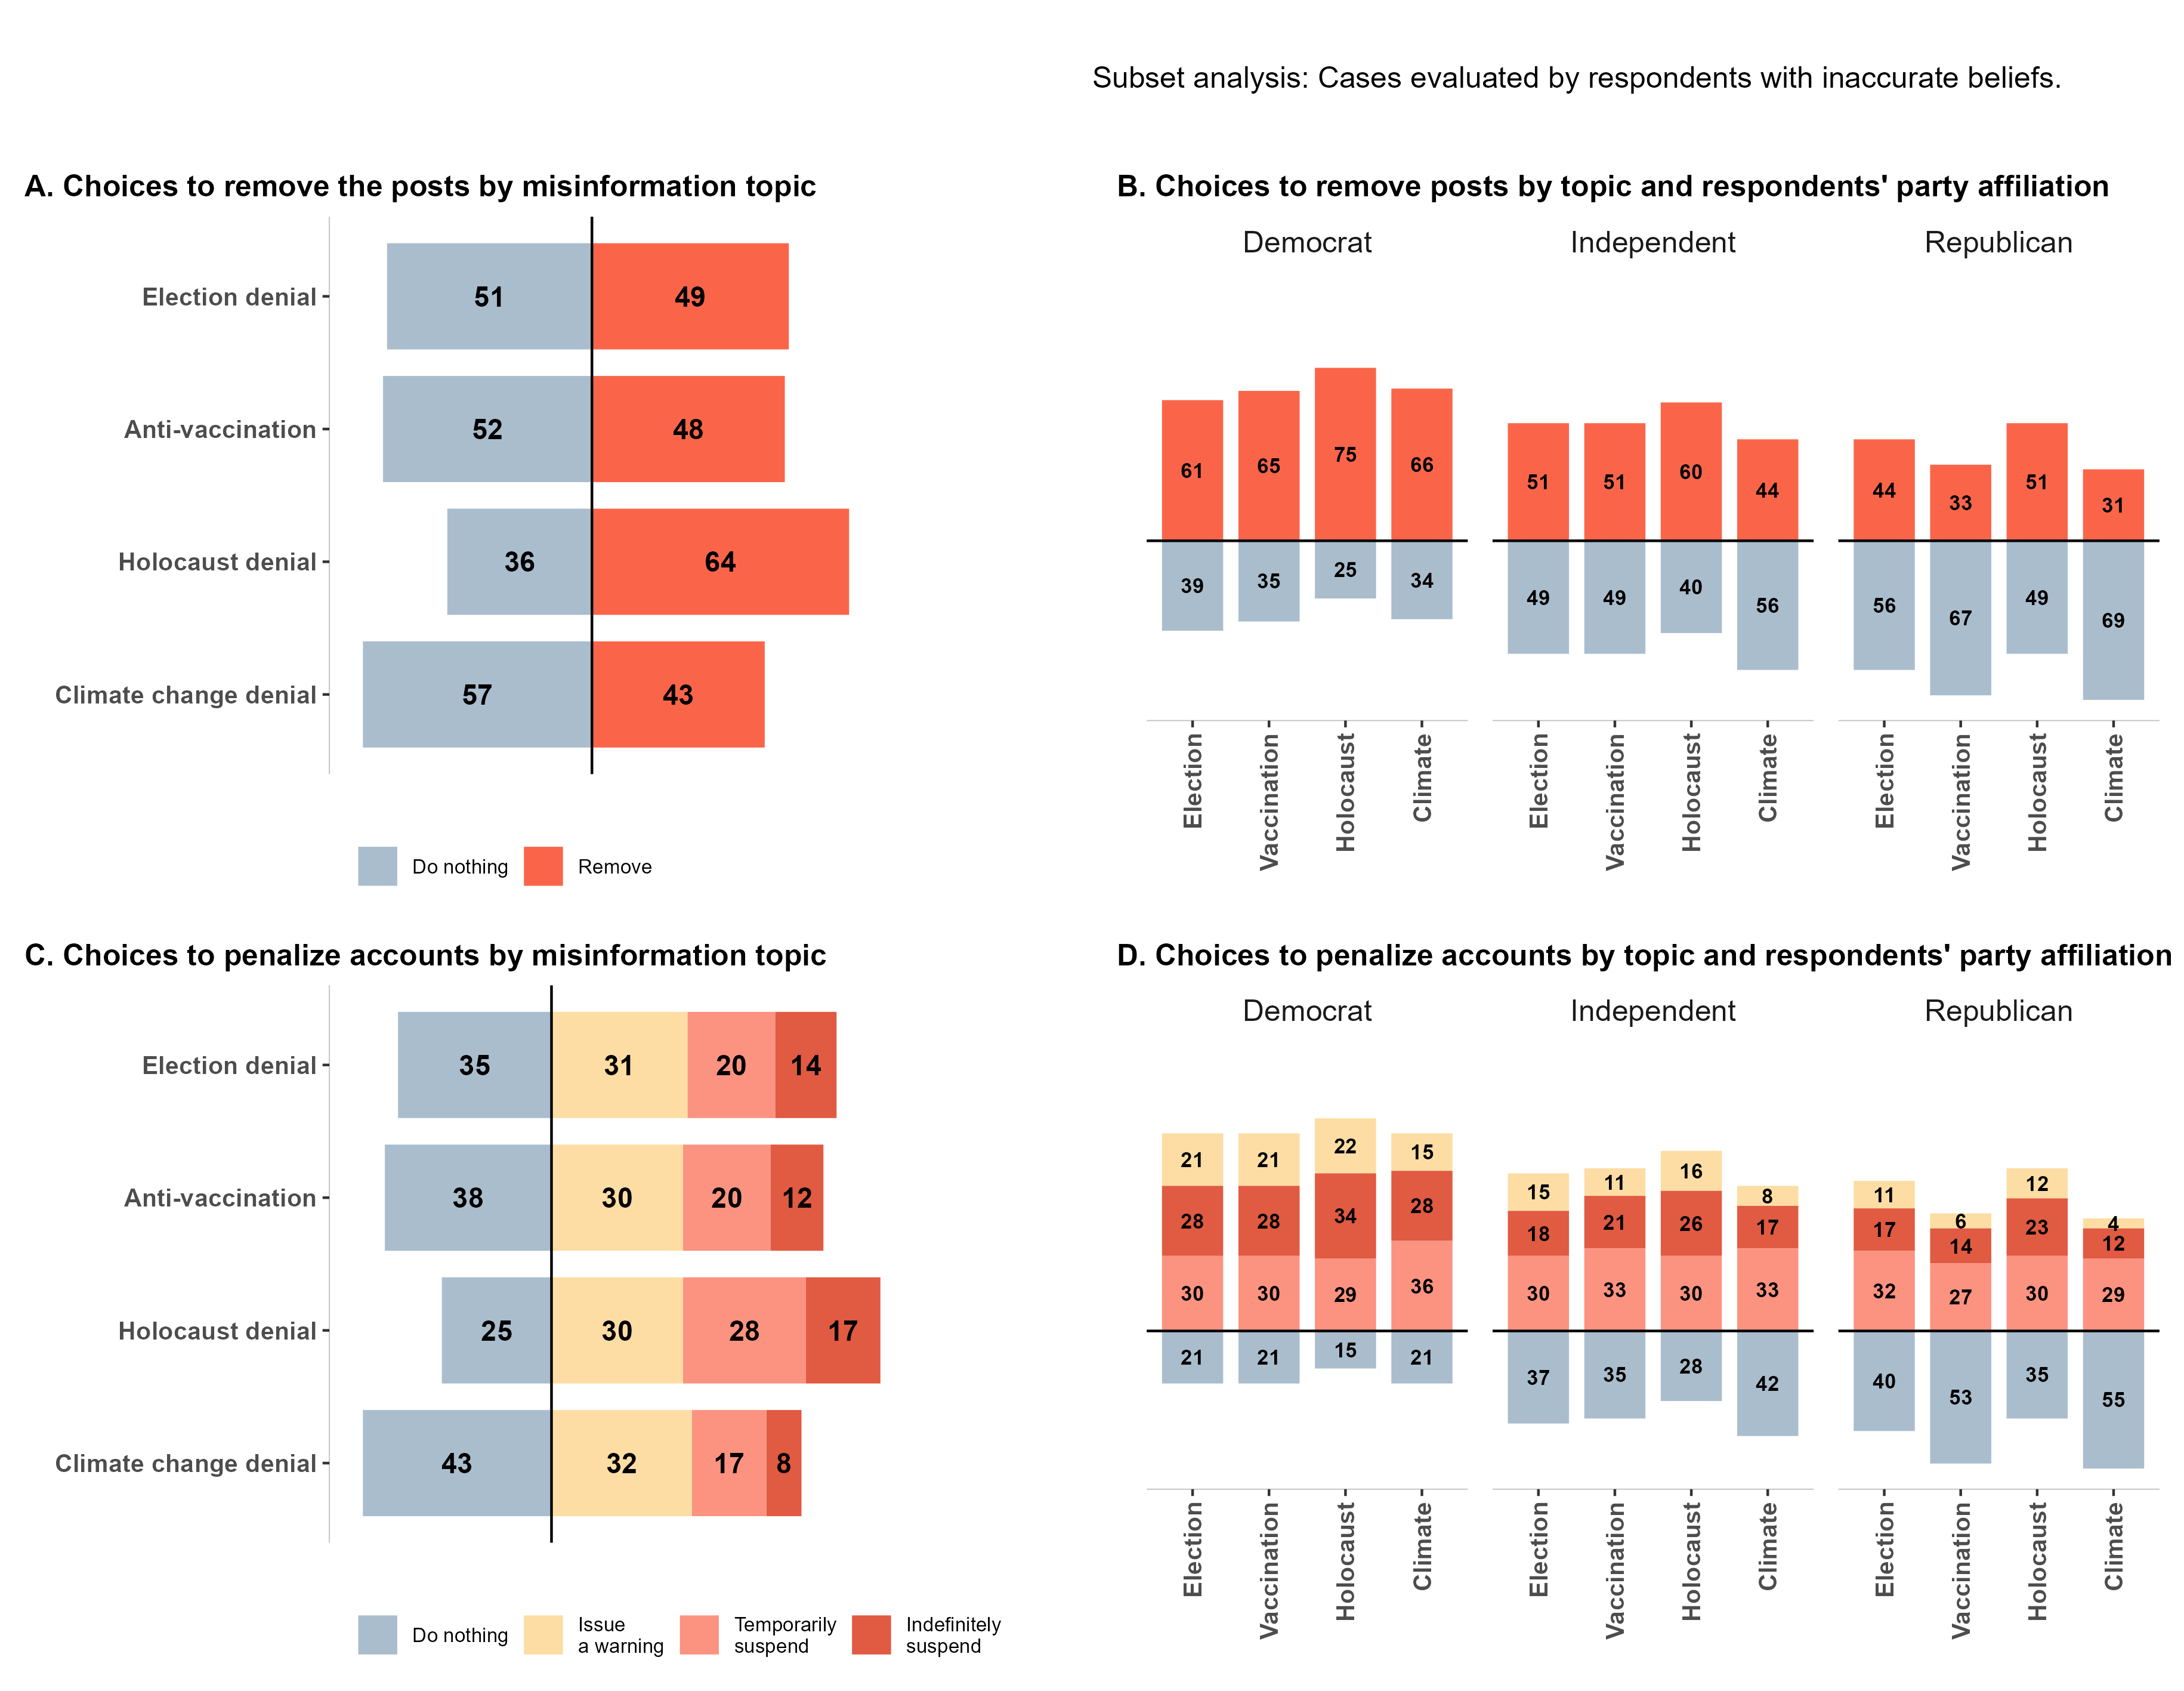 Subset analysis: Cases evaluated by respondents with inaccurate beliefs.
A. Choices to remove the posts by misinformation topic
Election denial 51 49
Anti-vaccination 52 48
Holocaust denial 36 64
Climate change denial 57 43
Do nothing Remove
B. Choices to remove posts by topic and respondents' party affiliation
Democrat Independent Republican
61 65 75 66 51 51 60 44 44 33 51 31
39 35 25 34 49 49 40 56 56 67 49 69
Election Vaccination Holocaust Climate Election Vaccination Holocaust Climate Election Vaccination Holocaust Climate
C. Choices to penalize accounts by misinformation topic
Election denial 35 31 20 14
Anti-vaccination 38 30 20 12
Holocaust denial 25 30 28 17
Climate change denial 43 32 17 8
Do nothing
Issue
a warning
Temporarily
suspend
Indefinitely
suspend
D. Choices to penalize accounts by topic and respondents' party affiliation
Democrat Independent Republican
21 21 22 15 15 11 16 8 11 6 12 4
28 28 34 28 18 21 26 17 17 14 23 12
30 30 29 36 30 33 30 33 32 27 30 29
21 21 15 21 37 35 28 42 40 53 35 55
Election Vaccination Holocaust Climate Election Vaccination Holocaust Climate Election Vaccination Holocaust Climate